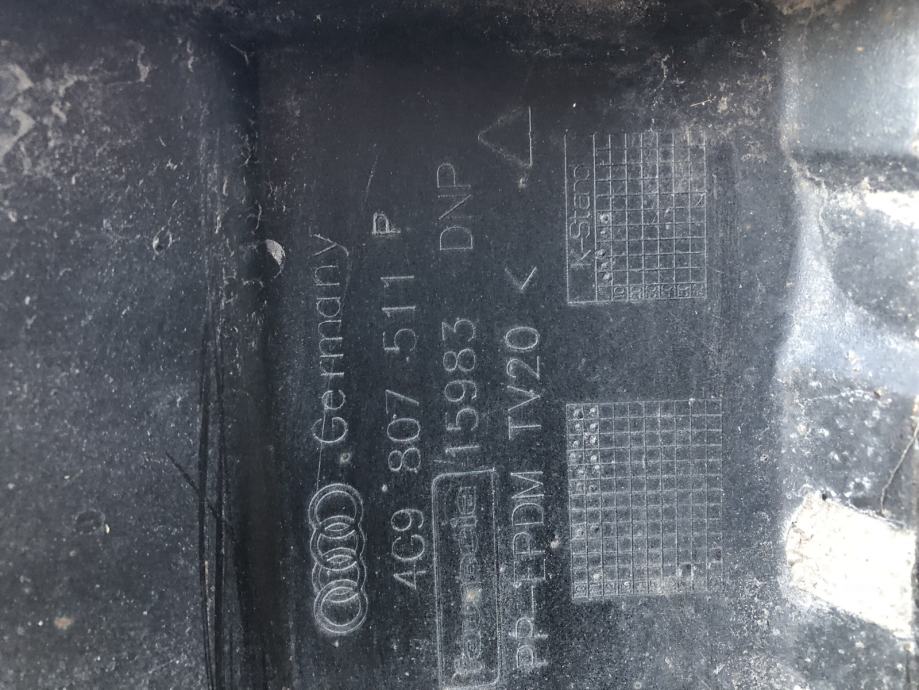 Germany
4G9 807 511 P
15983 DNP
PP-EPDM TV20 <
K-Stand